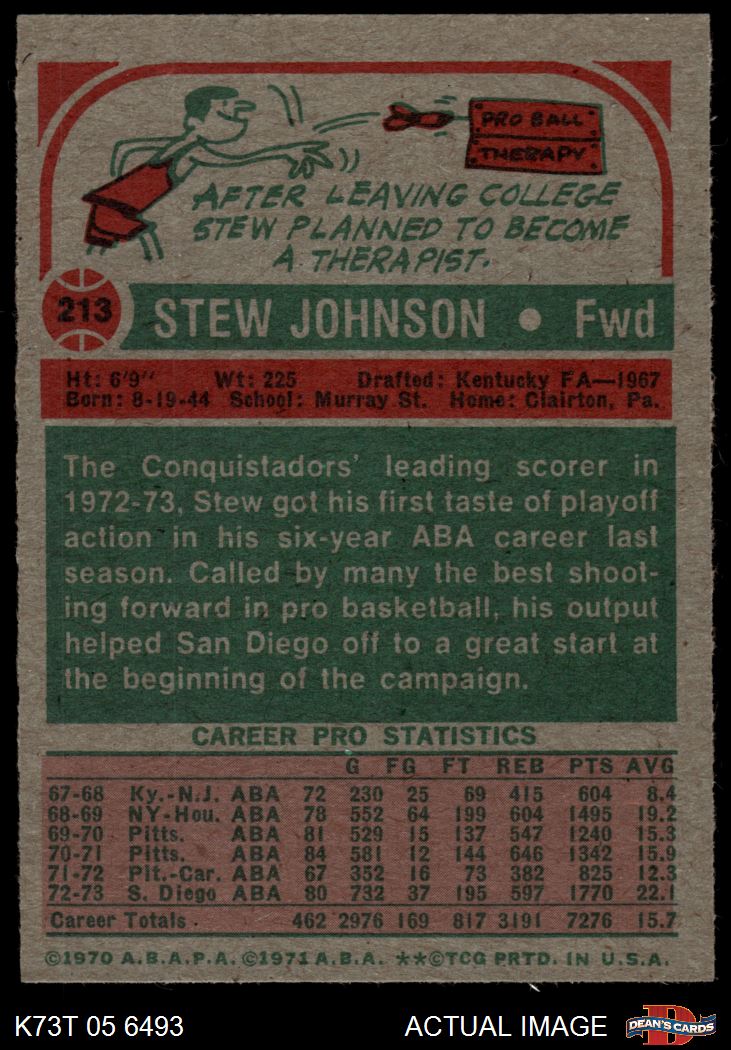 PRO BALL
THERAPY
AFTER LEAVING COLLEGE
STEW PLANNED TO BECOME
A THERAPIST.
213 STEW JOHNSON • Fwd
Ht: 6'9" Wt: 225 Drafted: Kentucky FA—1967
Born: 8-19-44 School: Murray St. Home: Clairton, Pa.
The Conquistadors' leading scorer in
1972-73, Stew got his first taste of playoff
action in his six-year ABA career last
season. Called by many the best shoot-
ing forward in pro basketball, his output
helped San Diego off to a great start at
the beginning of the campaign.
CAREER PRO STATISTICS
G FG FT REB PTS AVG
67-68 Ky.-N.J. ABA 72 230 25 69 415 604 8.4
68-69 NY-Hou. ABA 78 552 64 199 604 1495 19.2
69-70 Pitts. ABA 81 529 15 137 547 1240 15.3
70-71 Pitts. ABA 84 581 12 144 646 1342 15.9
71-72 Pit.-Car. ABA 67 352 16 73 382 825 12.3
72-73 S. Diego ABA 80 732 37 195 597 1770 22.1
Career Totals 462 2976 169 817 3191 7276 15.7
©1970 A.B.A.P.A. ©1971 A.B.A. **©TCG PRTD. IN U.S.A.
K73T 05 6493 ACTUAL IMAGE DEAN'S CARDS